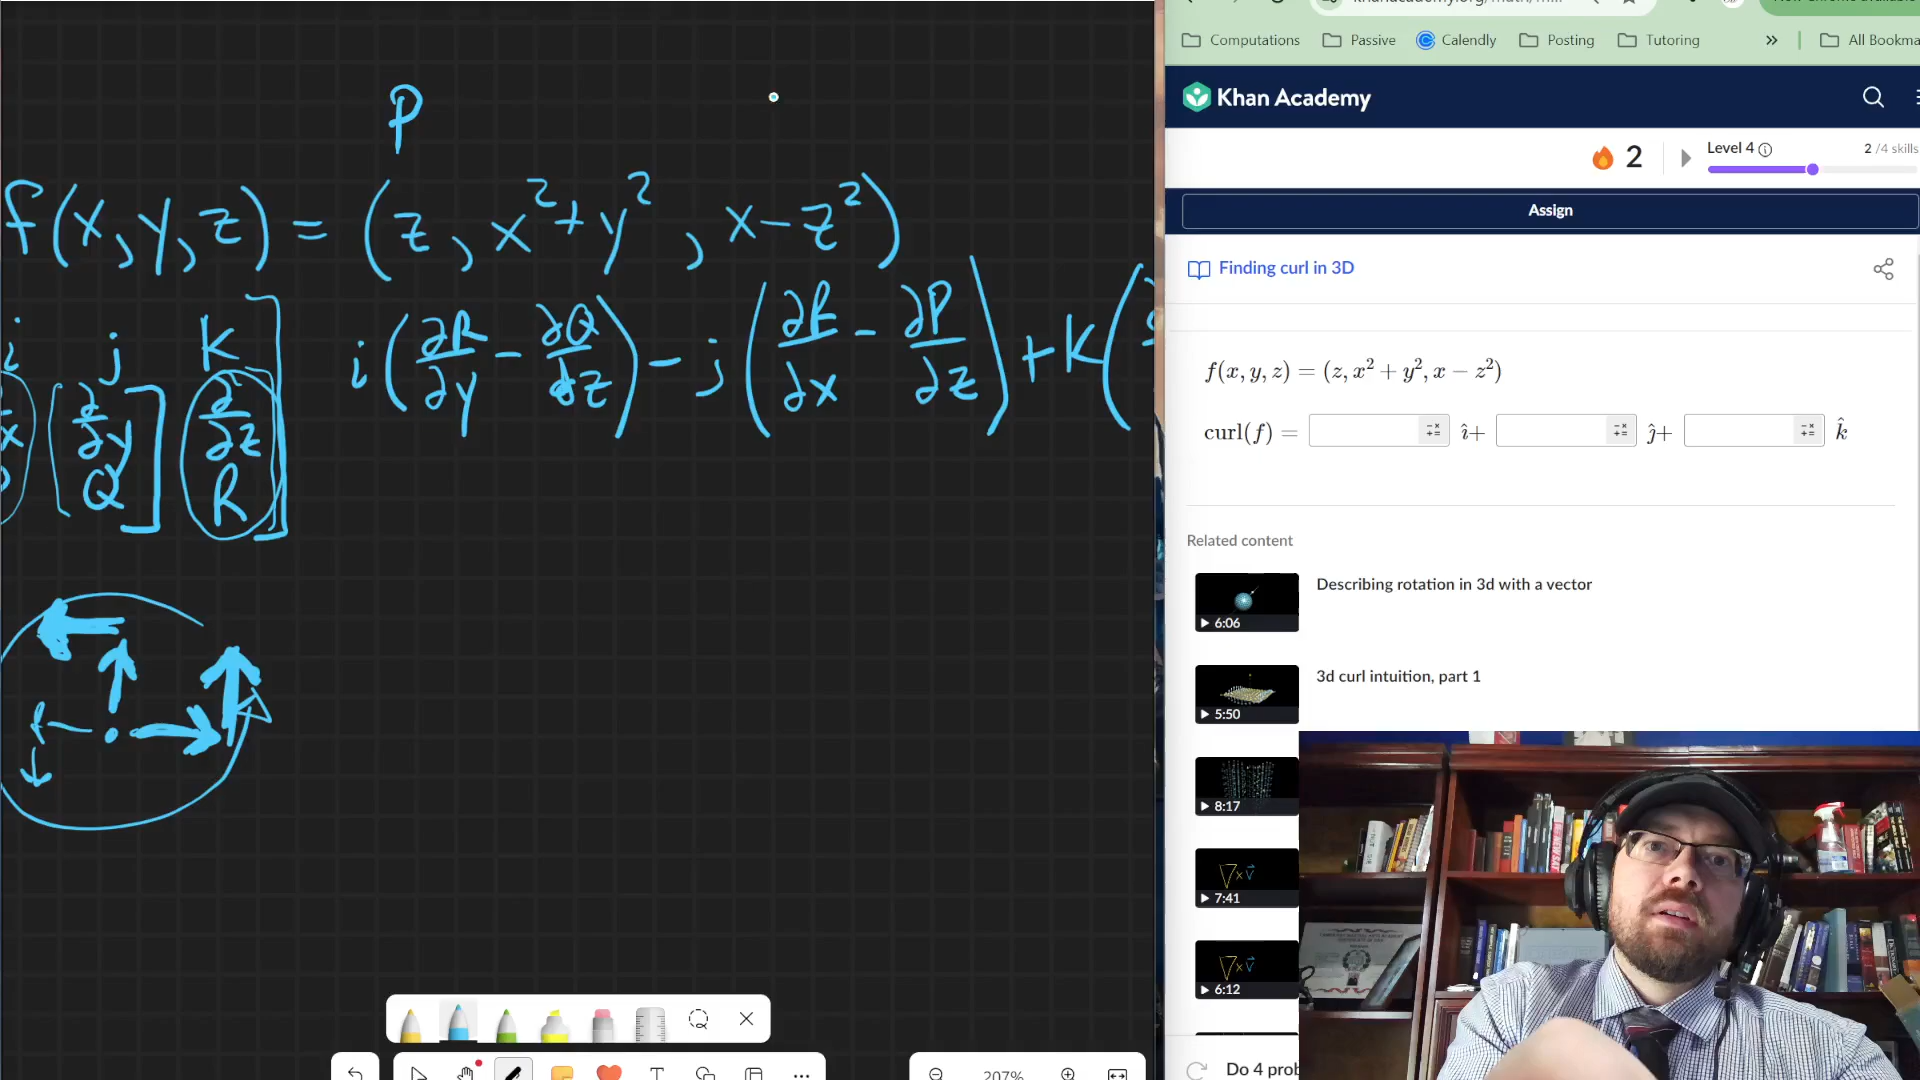 P
f(x,y,z) = (z, x²+y², x-z²)
i j K
∂/∂y ∂/∂z
Q R
i(∂R/∂y - ∂Q/∂z) - j(∂R/∂x - ∂P/∂z) + K(
Computations Passive Calendly Posting Tutoring » All Bookma
Khan Academy
2 Level 4 2 /4 skills
Assign
Finding curl in 3D
f(x, y, z) = (z, x² + y², x − z²)
curl(f) = î+ ĵ+ k̂
Related content
Describing rotation in 3d with a vector
6:06
3d curl intuition, part 1
5:50
8:17
7:41
6:12
Do 4 prob
207%